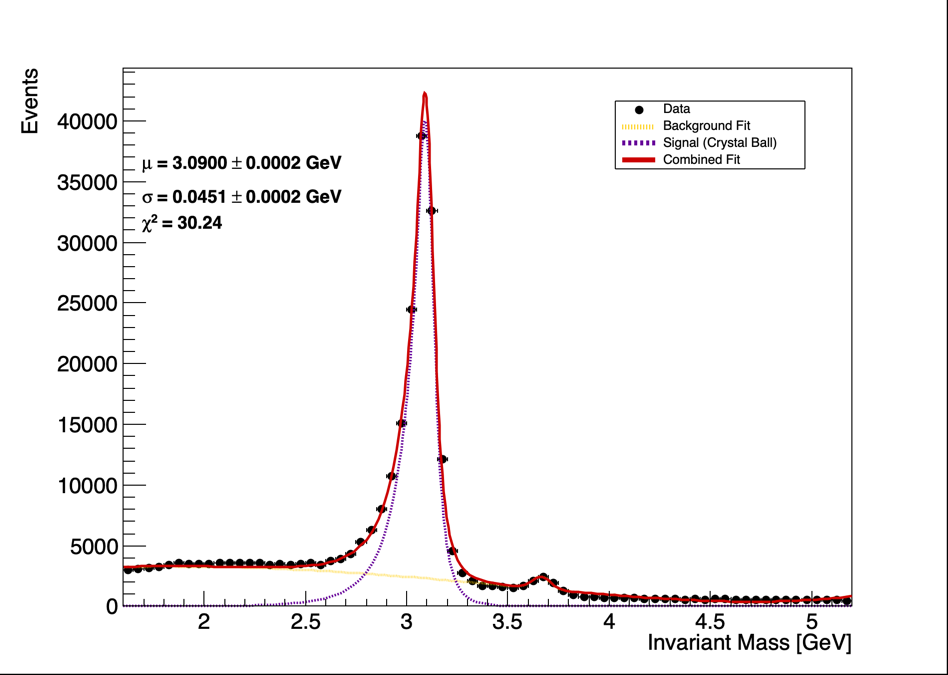 Events
40000
35000
30000
25000
20000
15000
10000
5000
0
μ = 3.0900 ± 0.0002 GeV
σ = 0.0451 ± 0.0002 GeV
χ² = 30.24
Data
Background Fit
Signal (Crystal Ball)
Combined Fit
2 2.5 3 3.5 4 4.5 5
Invariant Mass [GeV]